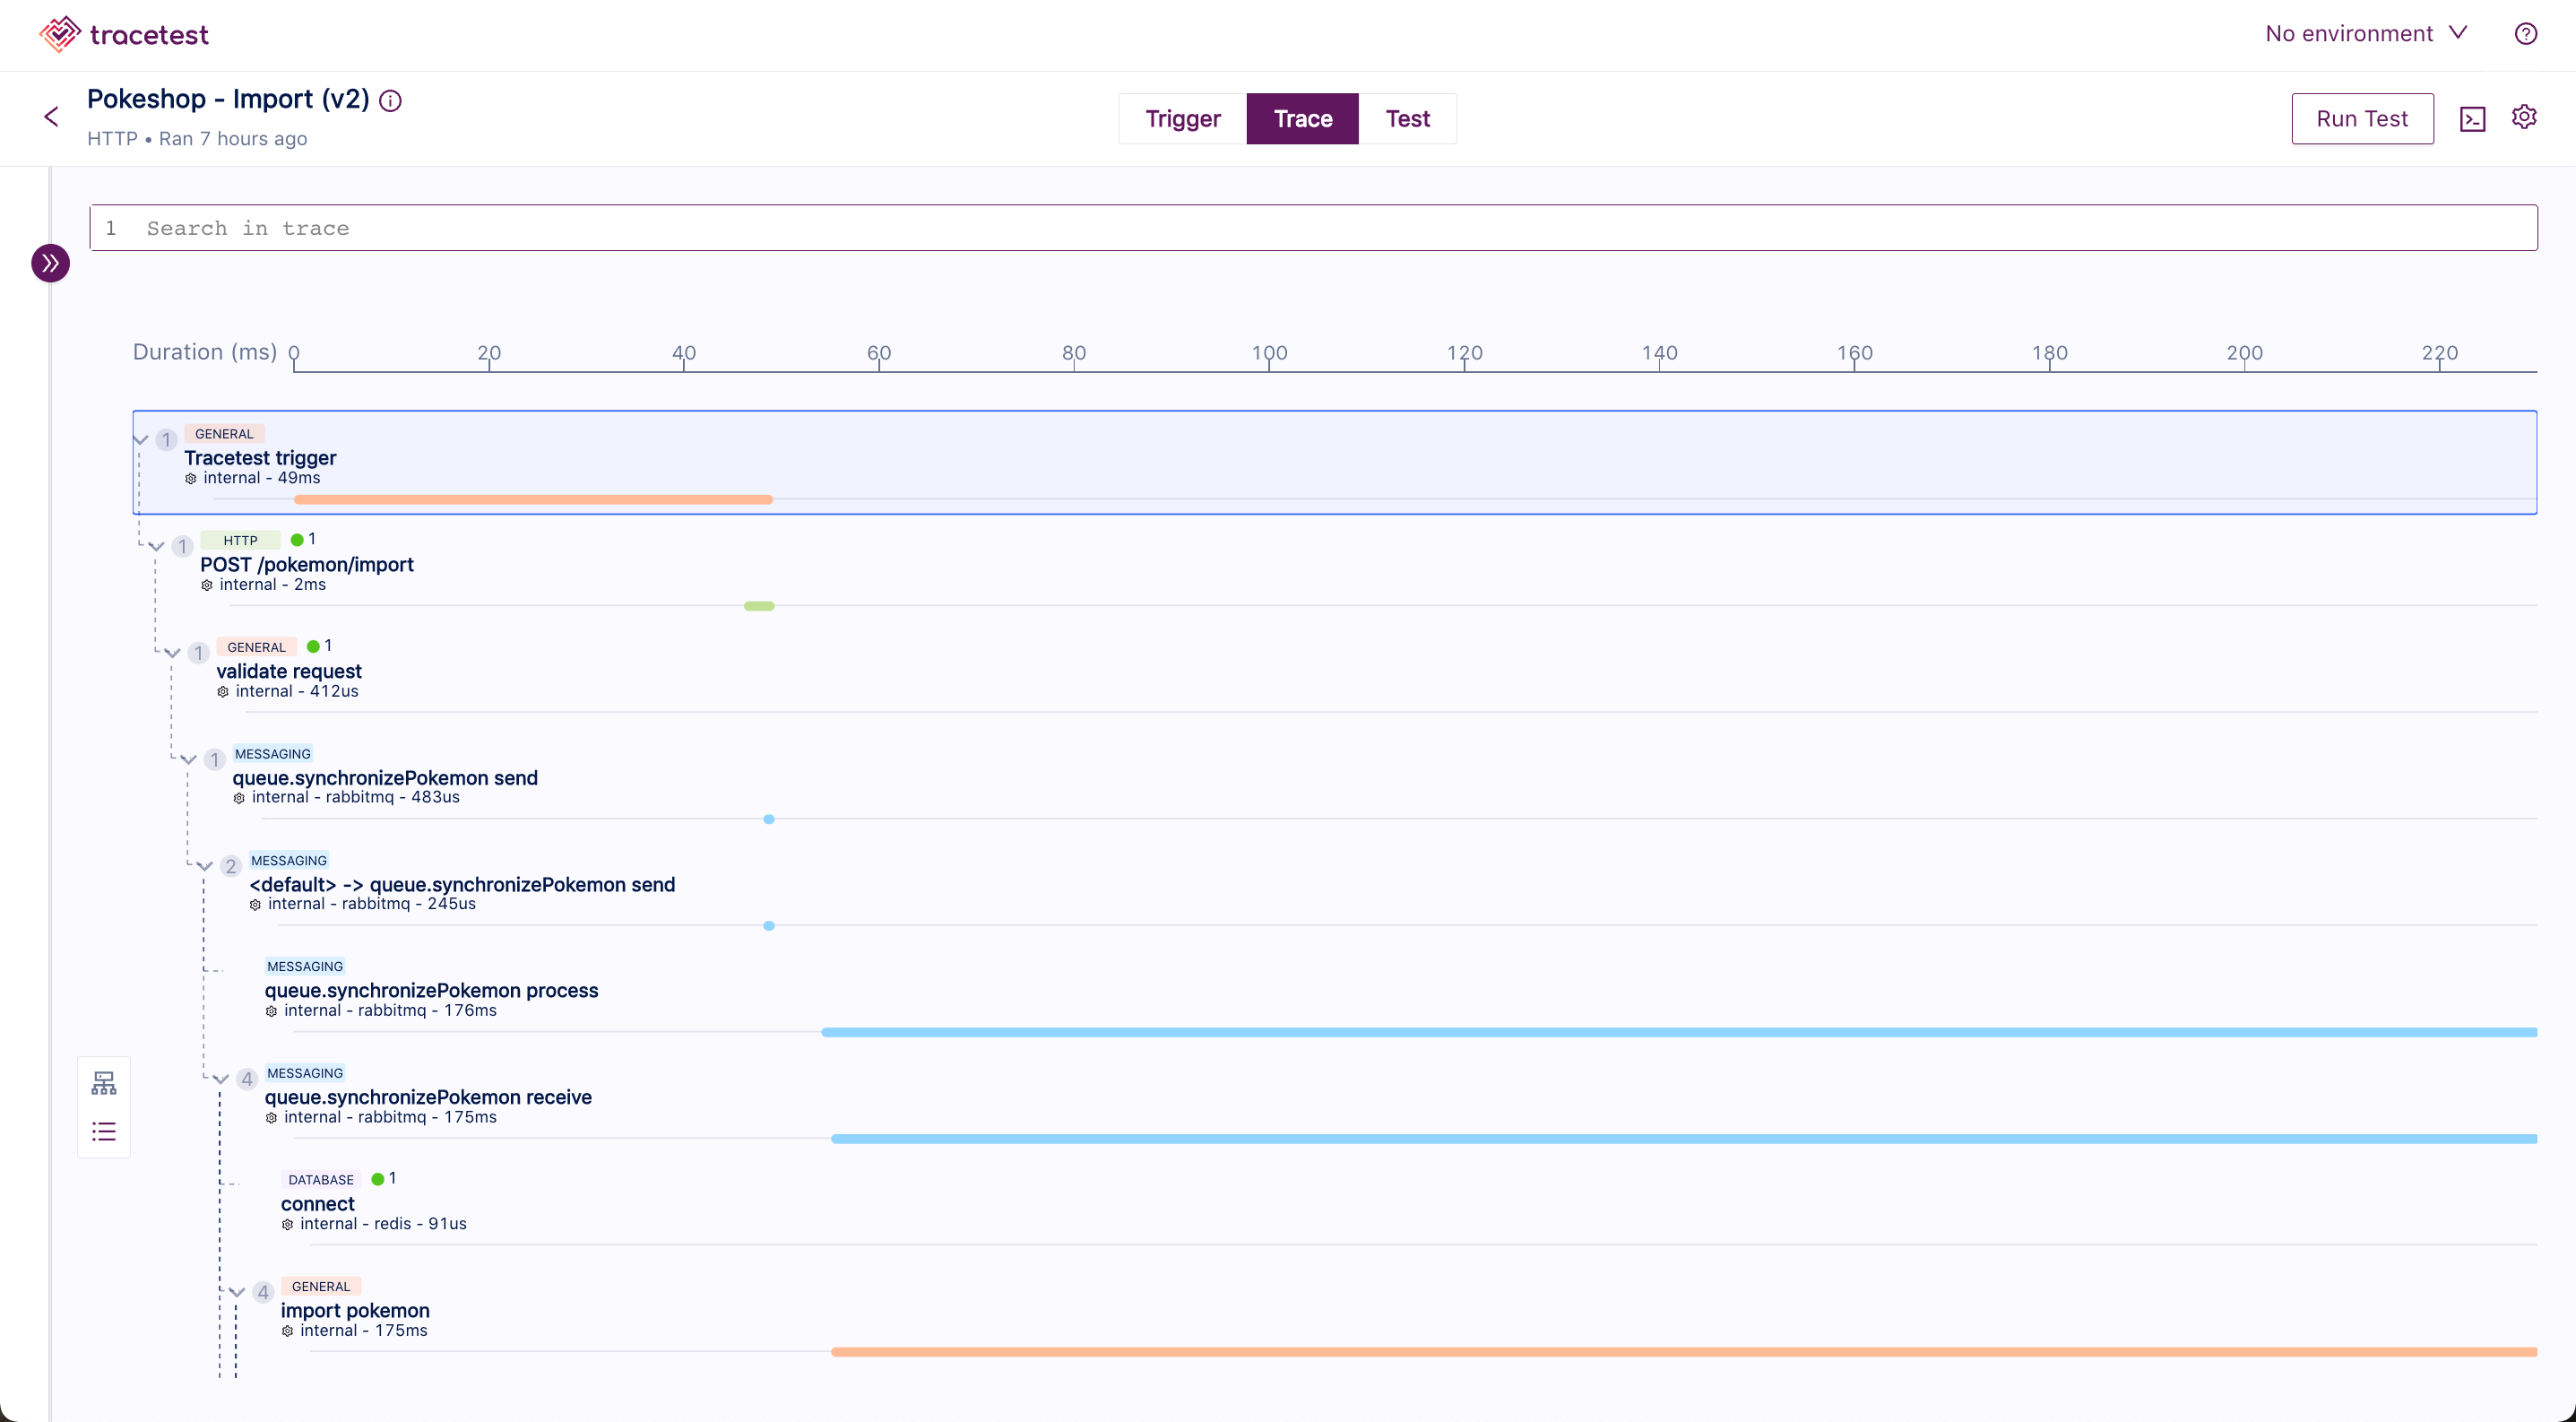 tracetest
No environment
Pokeshop - Import (v2)
HTTP • Ran 7 hours ago
Trigger
Trace
Test
Run Test
1 Search in trace
Duration (ms) 0 20 40 60 80 100 120 140 160 180 200 220
1 GENERAL
Tracetest trigger
internal - 49ms
1 HTTP 1
POST /pokemon/import
internal - 2ms
1 GENERAL 1
validate request
internal - 412us
1 MESSAGING
queue.synchronizePokemon send
internal - rabbitmq - 483us
2 MESSAGING
<default> -> queue.synchronizePokemon send
internal - rabbitmq - 245us
MESSAGING
queue.synchronizePokemon process
internal - rabbitmq - 176ms
4 MESSAGING
queue.synchronizePokemon receive
internal - rabbitmq - 175ms
DATABASE 1
connect
internal - redis - 91us
4 GENERAL
import pokemon
internal - 175ms